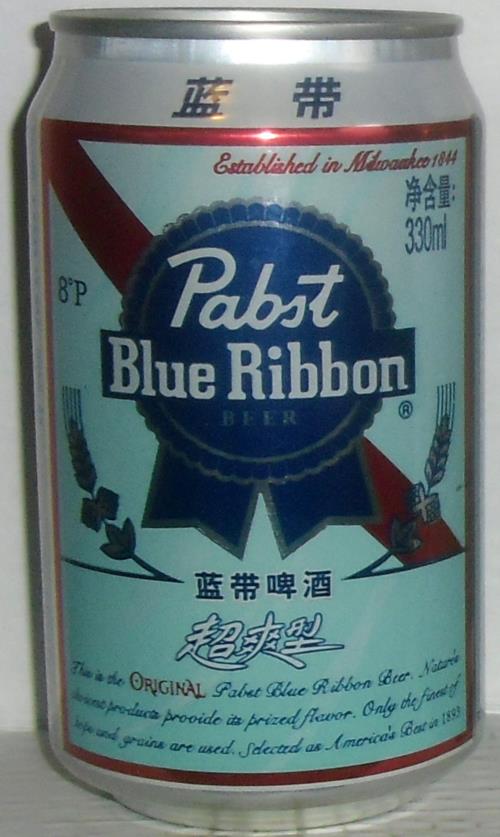 蓝 带
Established in Milwaukee 1844
净含量:
330ml
8°P
Pabst
Blue Ribbon
BEER
®
蓝带啤酒
超爽型
This is the ORIGINAL Pabst Blue Ribbon Beer. Nature's
choicest products provide its prized flavor. Only the finest of
hops and grains are used. Selected as America's Best in 1893